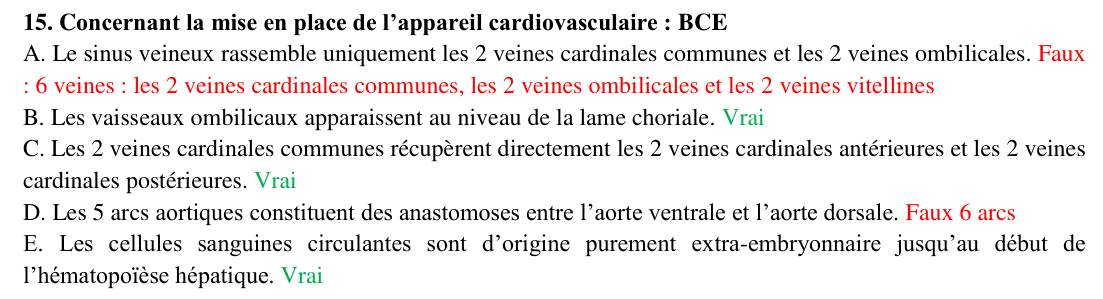 15. Concernant la mise en place de l’appareil cardiovasculaire : BCE
A. Le sinus veineux rassemble uniquement les 2 veines cardinales communes et les 2 veines ombilicales. Faux
: 6 veines : les 2 veines cardinales communes, les 2 veines ombilicales et les 2 veines vitellines
B. Les vaisseaux ombilicaux apparaissent au niveau de la lame choriale. Vrai
C. Les 2 veines cardinales communes récupèrent directement les 2 veines cardinales antérieures et les 2 veines
cardinales postérieures. Vrai
D. Les 5 arcs aortiques constituent des anastomoses entre l’aorte ventrale et l’aorte dorsale. Faux 6 arcs
E. Les cellules sanguines circulantes sont d’origine purement extra-embryonnaire jusqu’au début de
l’hématopoïèse hépatique. Vrai